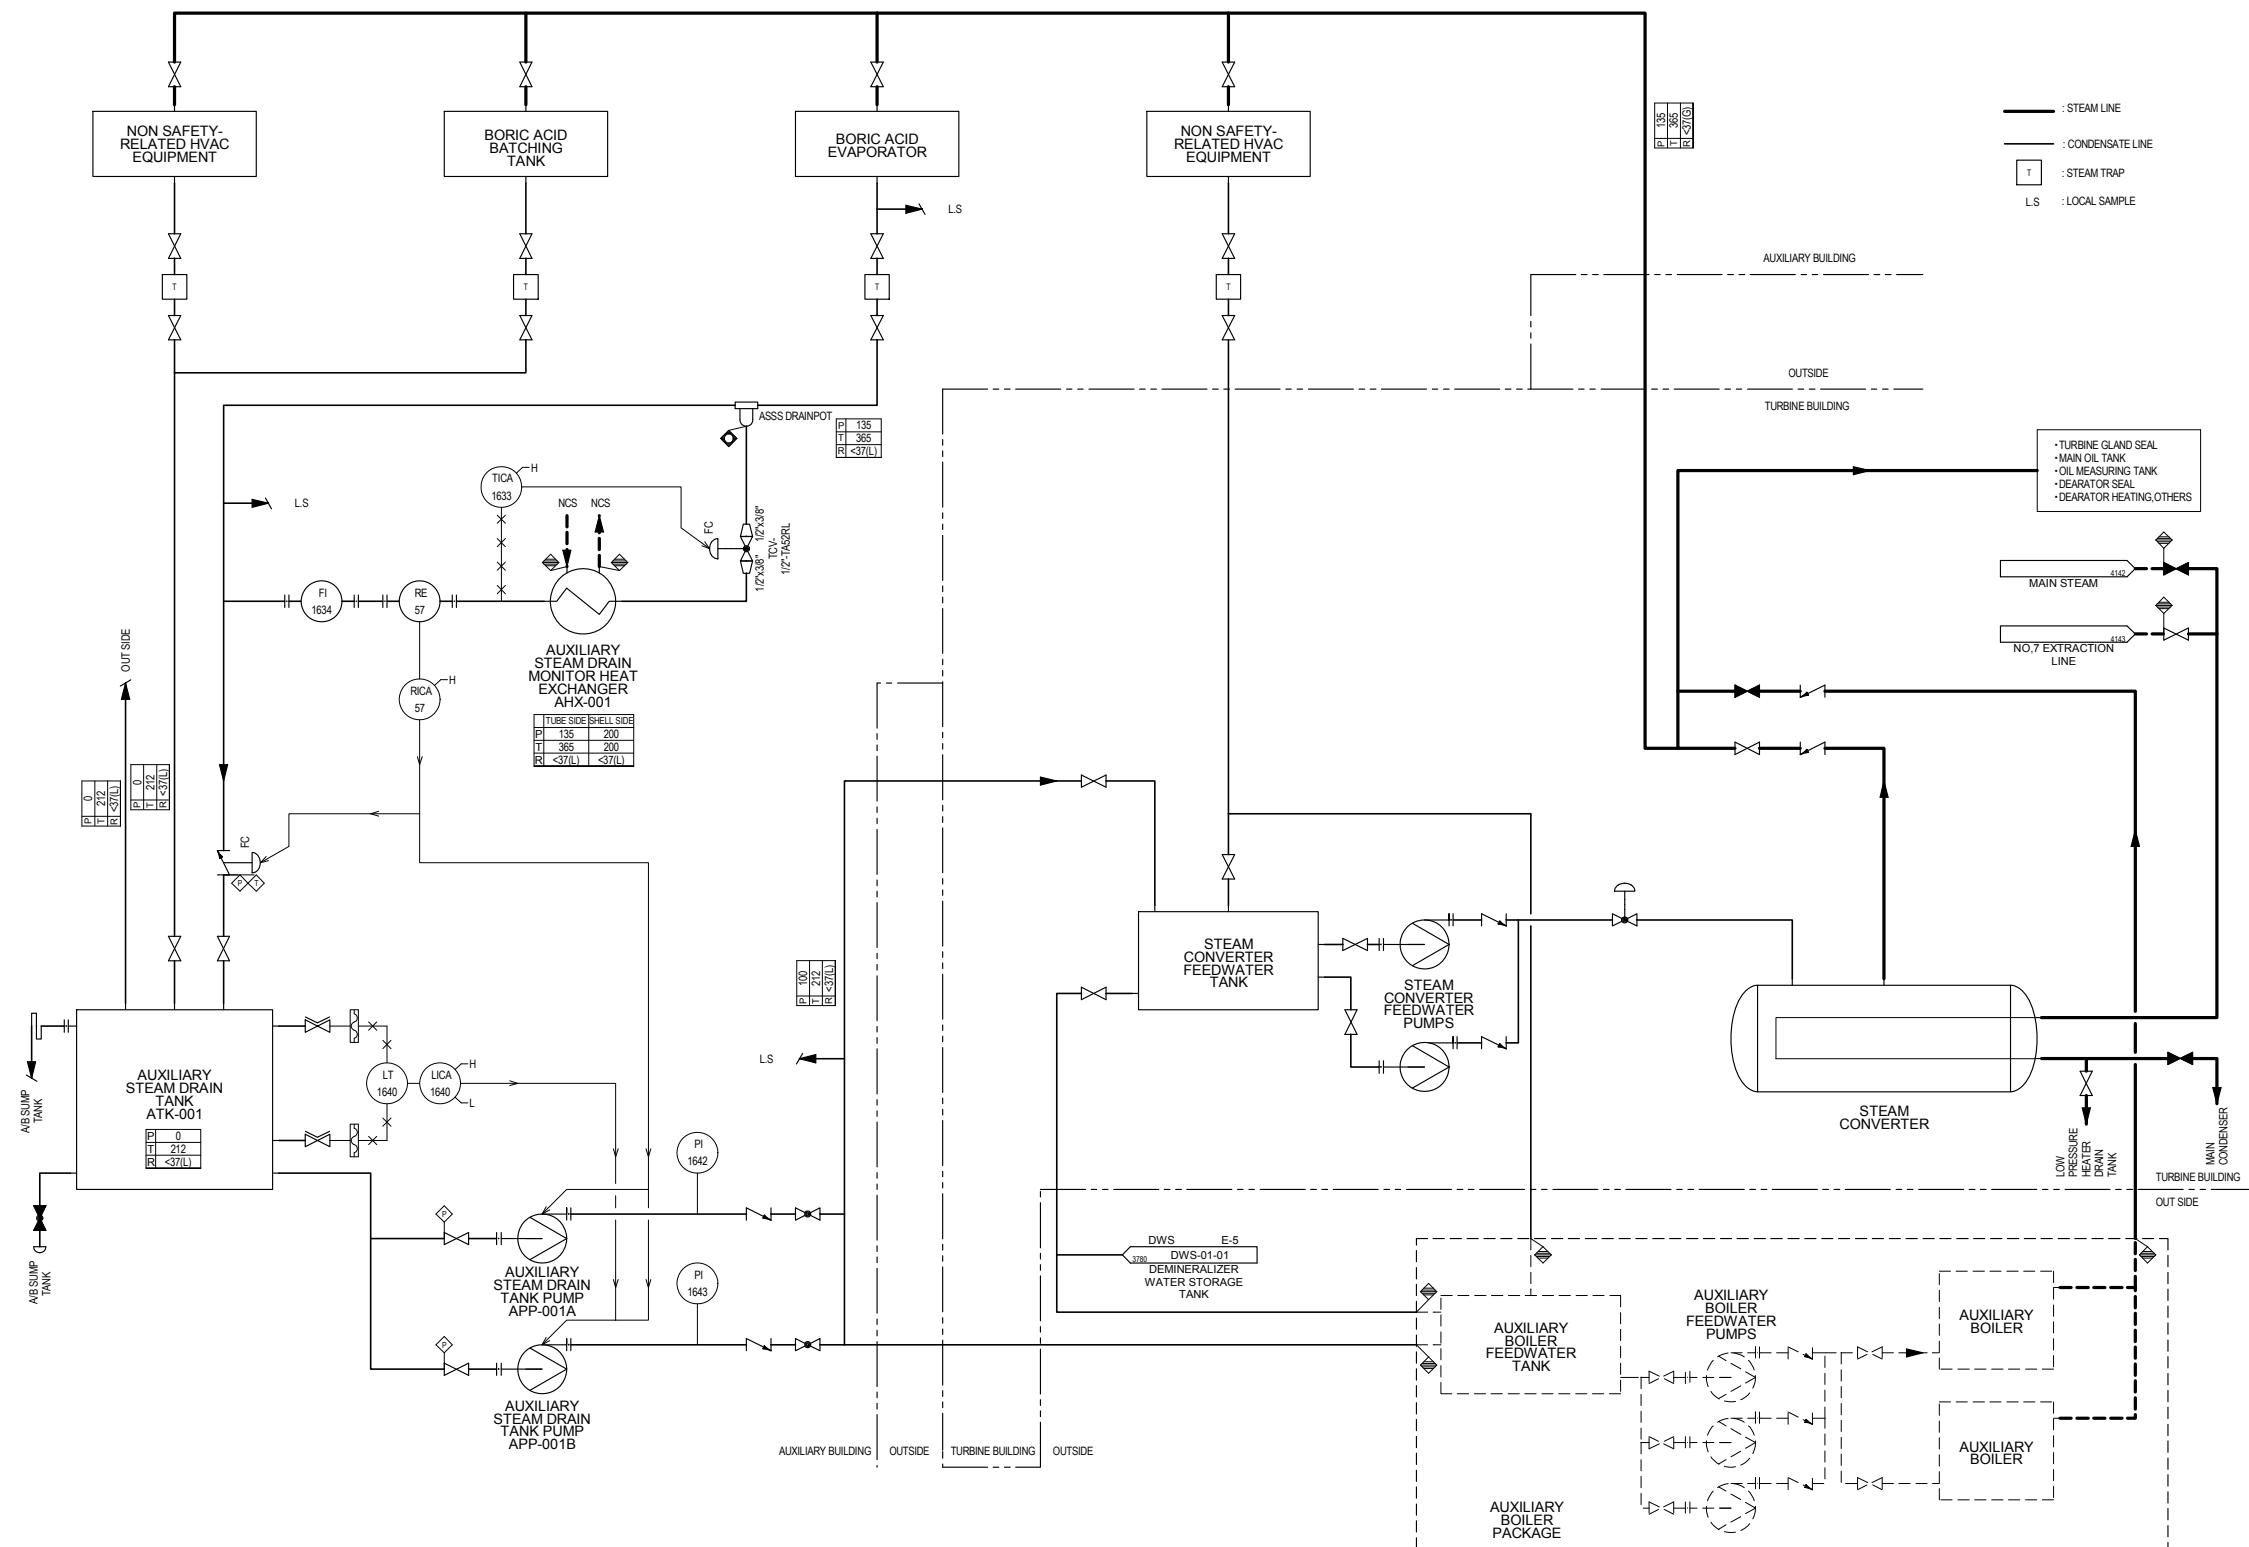 NON SAFETY-
RELATED HVAC
EQUIPMENT
BORIC ACID
BATCHING
TANK
BORIC ACID
EVAPORATOR
NON SAFETY-
RELATED HVAC
EQUIPMENT
P 135
T 365
R <37(G)
: STEAM LINE
: CONDENSATE LINE
T : STEAM TRAP
L.S : LOCAL SAMPLE
L.S
T
T
T
T
AUXILIARY BUILDING
OUTSIDE
TURBINE BUILDING
ASSS DRAINPOT
P 135
T 365
R <37(L)
TICA
1633
H
L.S
NCS
NCS
FC
1/2"x3/8"
1/2"x3/8"
TCV-
1/2"-TA52RL
FI
1634
RE
57
RICA
57
H
AUXILIARY
STEAM DRAIN
MONITOR HEAT
EXCHANGER
AHX-001
TUBE SIDE SHELL SIDE
P 135 200
T 365 200
R <37(L) <37(L)
OUT SIDE
P 0
T 212
R <37(L)
P 0
T 212
R <37(L)
FC
P T
•TURBINE GLAND SEAL
•MAIN OIL TANK
•OIL MEASURING TANK
•DEARATOR SEAL
•DEARATOR HEATING,OTHERS
4142
MAIN STEAM
4143
NO,7 EXTRACTION
LINE
P 100
T 212
R <37(L)
L.S
STEAM
CONVERTER
FEEDWATER
TANK
STEAM
CONVERTER
FEEDWATER
PUMPS
STEAM
CONVERTER
LOW
PRESSURE
HEATER
DRAIN
TANK
MAIN
CONDENSER
TURBINE BUILDING
OUT SIDE
A/B SUMP
TANK
AUXILIARY
STEAM DRAIN
TANK
ATK-001
P 0
T 212
R <37(L)
LT
1640
LICA
1640
H
L
A/B SUMP
TANK
PI
1642
P
AUXILIARY
STEAM DRAIN
TANK PUMP
APP-001A
PI
1643
P
AUXILIARY
STEAM DRAIN
TANK PUMP
APP-001B
DWS E-5
3780 DWS-01-01
DEMINERALIZER
WATER STORAGE
TANK
AUXILIARY
BOILER
FEEDWATER
TANK
AUXILIARY
BOILER
FEEDWATER
PUMPS
AUXILIARY
BOILER
AUXILIARY
BOILER
AUXILIARY BUILDING
OUTSIDE
TURBINE BUILDING
OUTSIDE
AUXILIARY
BOILER
PACKAGE